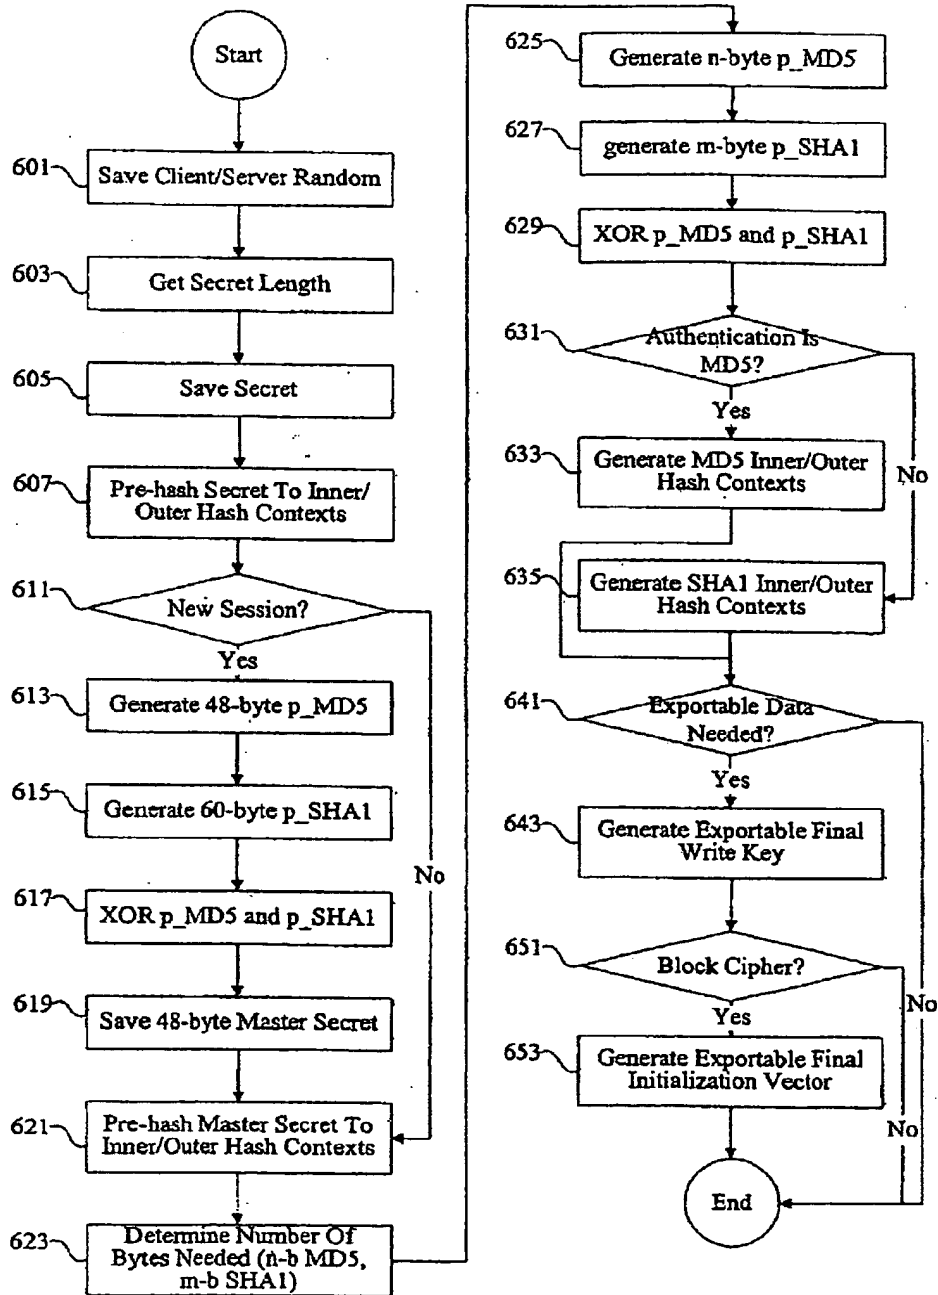 Start
601
Save Client/Server Random
603
Get Secret Length
605
Save Secret
607
Pre-hash Secret To Inner/
Outer Hash Contexts
611
New Session?
Yes
No
613
Generate 48-byte p_MD5
615
Generate 60-byte p_SHA1
617
XOR p_MD5 and p_SHA1
619
Save 48-byte Master Secret
621
Pre-hash Master Secret To
Inner/Outer Hash Contexts
623
Determine Number Of
Bytes Needed (n-b MD5,
m-b SHA1)
625
Generate n-byte p_MD5
627
generate m-byte p_SHA1
629
XOR p_MD5 and p_SHA1
631
Authentication Is
MD5?
Yes
No
633
Generate MD5 Inner/Outer
Hash Contexts
635
Generate SHA1 Inner/Outer
Hash Contexts
641
Exportable Data
Needed?
Yes
No
643
Generate Exportable Final
Write Key
651
Block Cipher?
Yes
No
653
Generate Exportable Final
Initialization Vector
End